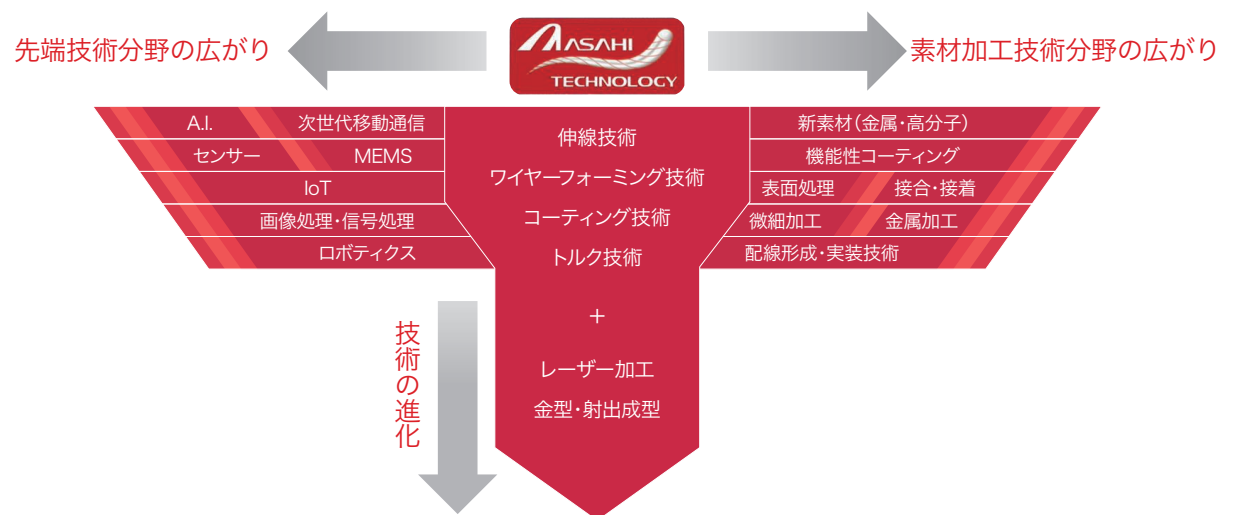 先端技術分野の広がり
ASAHI
TECHNOLOGY
素材加工技術分野の広がり
A.I.
次世代移動通信
センサー
MEMS
IoT
画像処理・信号処理
ロボティクス
伸線技術
ワイヤーフォーミング技術
コーティング技術
トルク技術
+
レーザー加工
金型・射出成型
新素材(金属・高分子)
機能性コーティング
表面処理
接合・接着
微細加工
金属加工
配線形成・実装技術
技術の進化